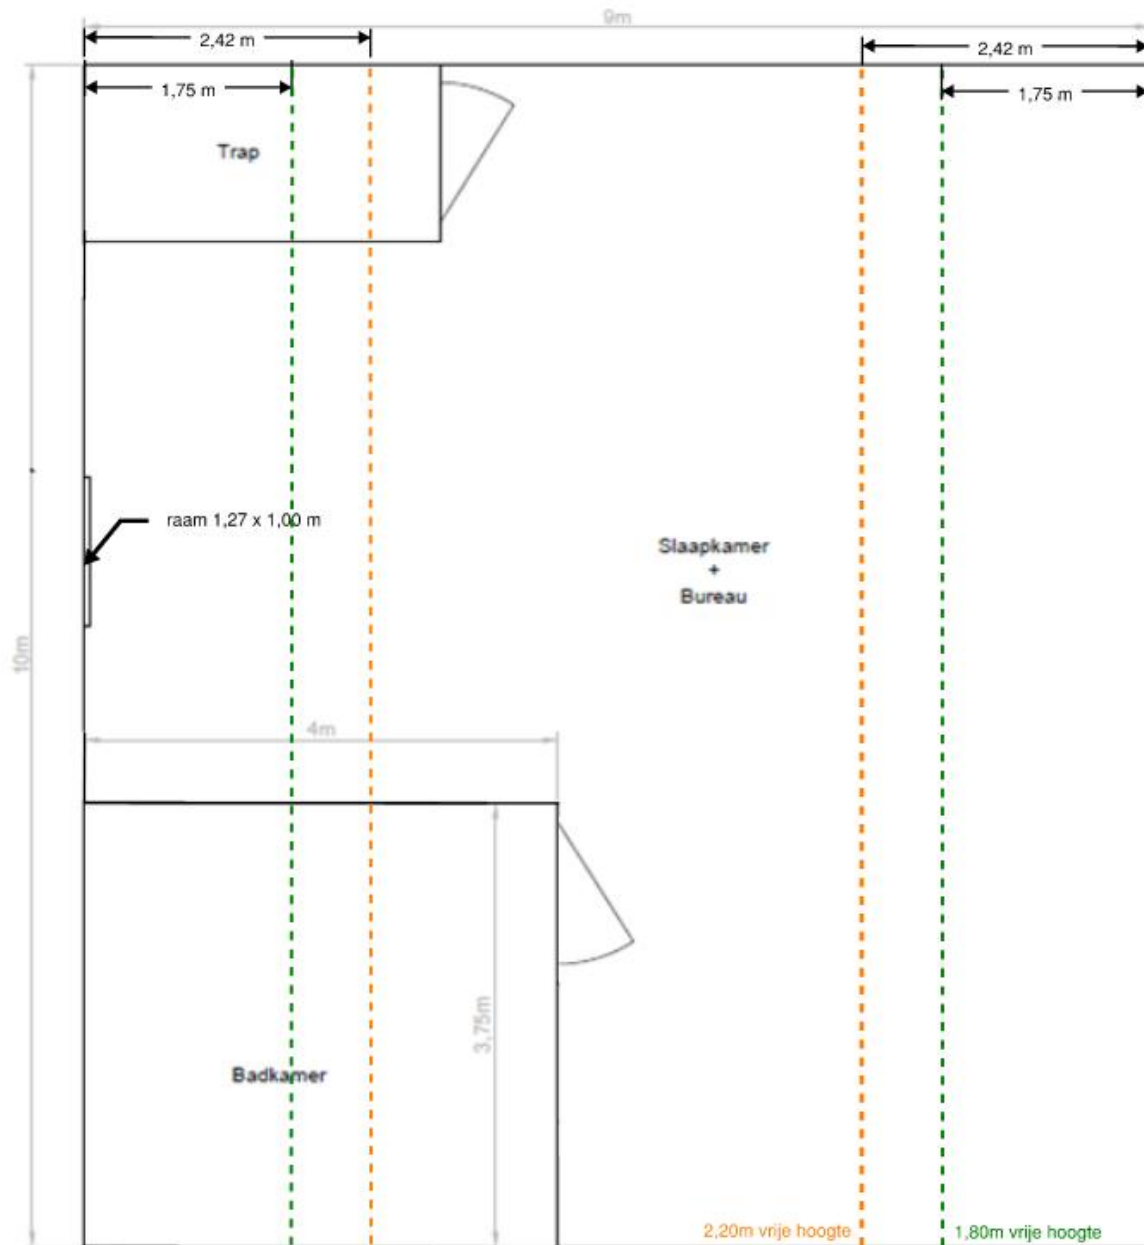 9m
2,42 m
2,42 m
1,75 m
1,75 m
Trap
raam 1,27 x 1,00 m
Slaapkamer
+
Bureau
10m
4m
3,75m
Badkamer
2,20m vrije hoogte
1,80m vrije hoogte